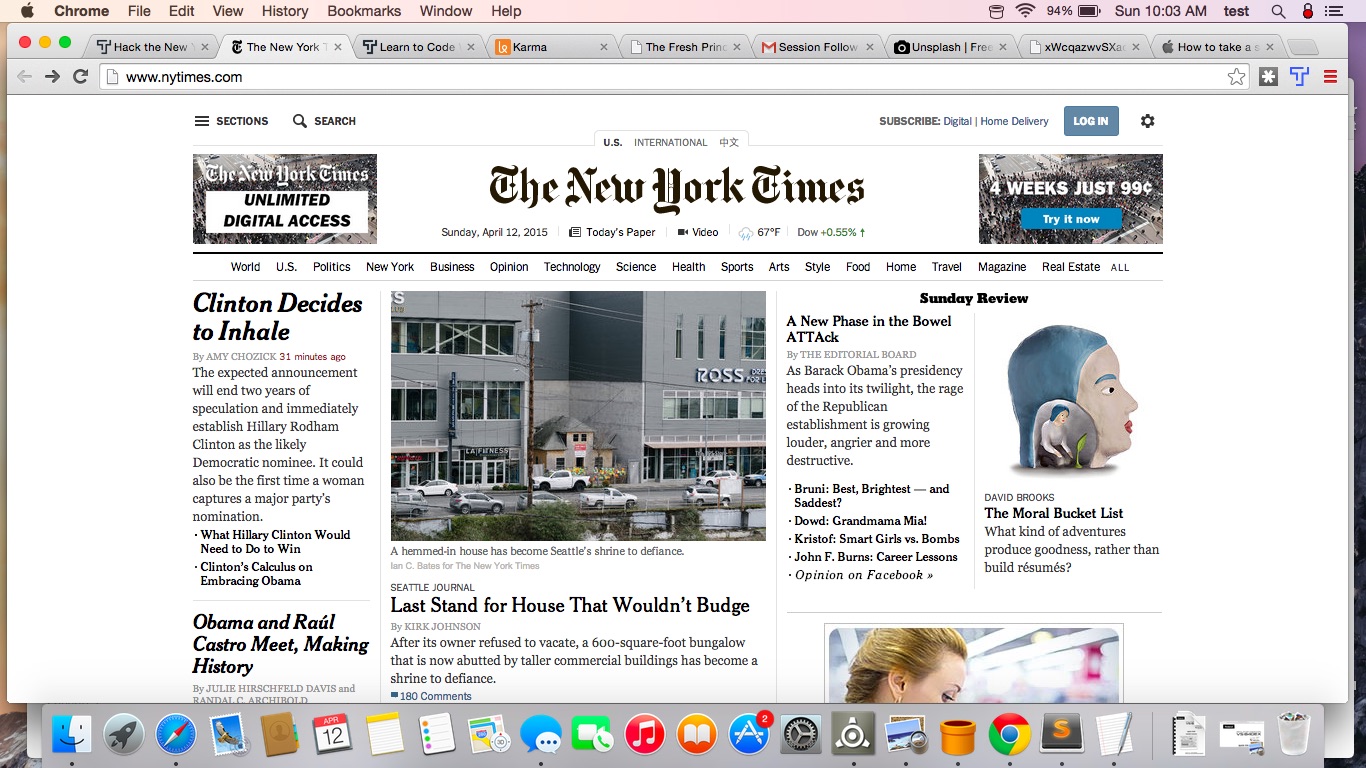 Chrome File Edit View History Bookmarks Window Help 94% Sun 10:03 AM test
Hack the New The New York T Learn to Code Karma The Fresh Princ Session Follow Unsplash | Free xWcqazwvSXa How to take a s
www.nytimes.com
SECTIONS SEARCH SUBSCRIBE: Digital | Home Delivery LOG IN
U.S. INTERNATIONAL 中文
The New York Times
UNLIMITED
DIGITAL ACCESS
The New York Times
4 WEEKS JUST 99¢
Try it now
Sunday, April 12, 2015 Today's Paper Video 67°F Dow +0.55% ↑
World U.S. Politics New York Business Opinion Technology Science Health Sports Arts Style Food Home Travel Magazine Real Estate ALL
Clinton Decides
to Inhale
By AMY CHOZICK 31 minutes ago
The expected announcement
will end two years of
speculation and immediately
establish Hillary Rodham
Clinton as the likely
Democratic nominee. It could
also be the first time a woman
captures a major party's
nomination.
· What Hillary Clinton Would
Need to Do to Win
· Clinton's Calculus on
Embracing Obama
Obama and Raúl
Castro Meet, Making
History
By JULIE HIRSCHFELD DAVIS and
RANDAL C. ARCHIBOLD
ROSS
LA FITNESS
A hemmed-in house has become Seattle's shrine to defiance.
Ian C. Bates for The New York Times
SEATTLE JOURNAL
Last Stand for House That Wouldn't Budge
By KIRK JOHNSON
After its owner refused to vacate, a 600-square-foot bungalow
that is now abutted by taller commercial buildings has become a
shrine to defiance.
180 Comments
Sunday Review
A New Phase in the Bowel
ATTAck
By THE EDITORIAL BOARD
As Barack Obama's presidency
heads into its twilight, the rage
of the Republican
establishment is growing
louder, angrier and more
destructive.
· Bruni: Best, Brightest — and
Saddest?
· Dowd: Grandmama Mia!
· Kristof: Smart Girls vs. Bombs
· John F. Burns: Career Lessons
· Opinion on Facebook »
DAVID BROOKS
The Moral Bucket List
What kind of adventures
produce goodness, rather than
build résumés?
APR
12
2